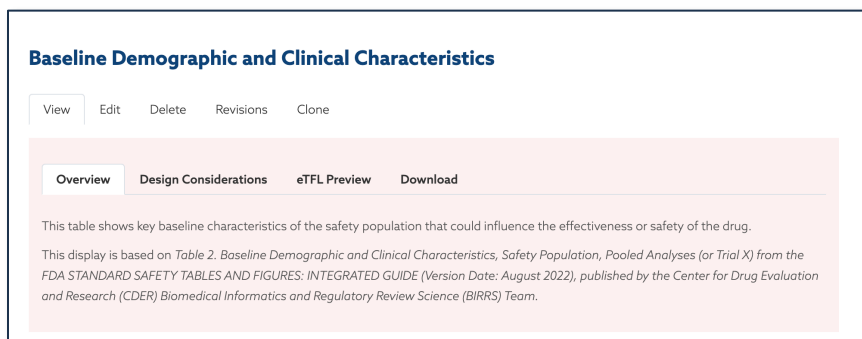 Baseline Demographic and Clinical Characteristics
View Edit Delete Revisions Clone
Overview Design Considerations eTFL Preview Download
This table shows key baseline characteristics of the safety population that could influence the effectiveness or safety of the drug.
This display is based on Table 2. Baseline Demographic and Clinical Characteristics, Safety Population, Pooled Analyses (or Trial X) from the
FDA STANDARD SAFETY TABLES AND FIGURES: INTEGRATED GUIDE (Version Date: August 2022), published by the Center for Drug Evaluation
and Research (CDER) Biomedical Informatics and Regulatory Review Science (BIRRS) Team.